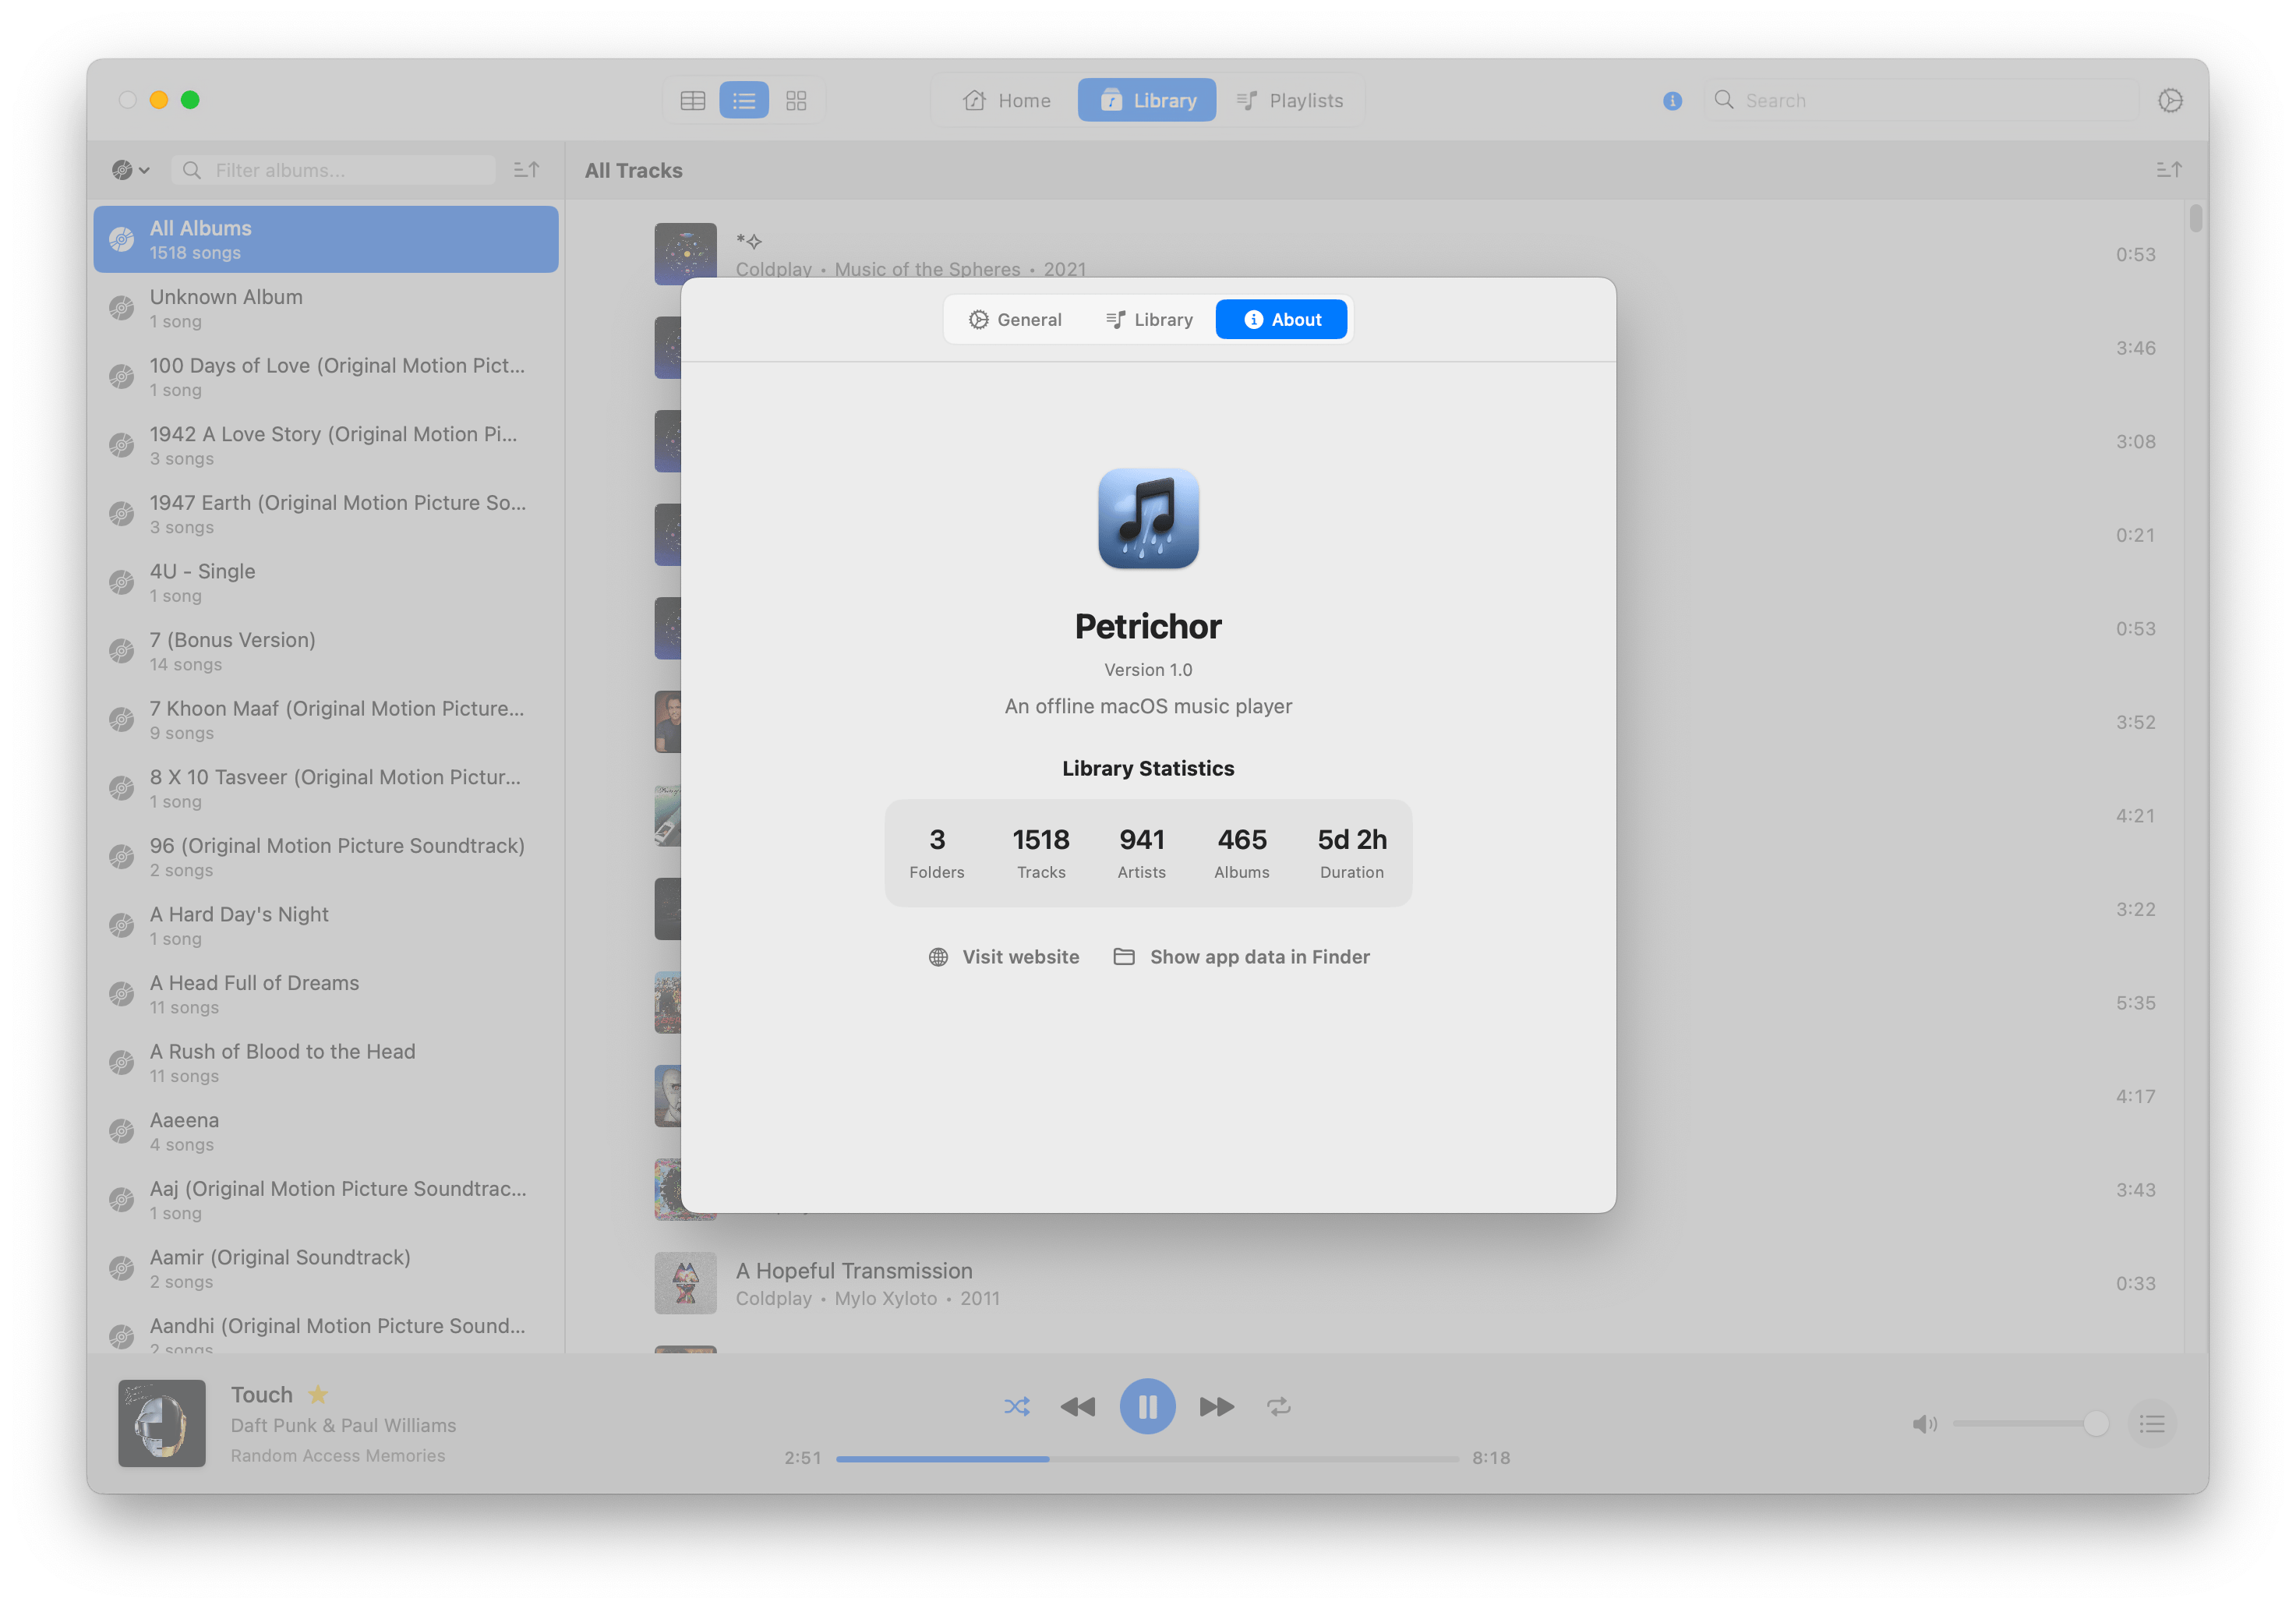 Home
Library
Playlists
Search
Filter albums...
All Tracks
All Albums
1518 songs
Unknown Album
1 song
100 Days of Love (Original Motion Pict...
1 song
1942 A Love Story (Original Motion Pi...
3 songs
1947 Earth (Original Motion Picture So...
3 songs
4U - Single
1 song
7 (Bonus Version)
14 songs
7 Khoon Maaf (Original Motion Picture...
9 songs
8 X 10 Tasveer (Original Motion Pictur...
1 song
96 (Original Motion Picture Soundtrack)
2 songs
A Hard Day's Night
1 song
A Head Full of Dreams
11 songs
A Rush of Blood to the Head
11 songs
Aaeena
4 songs
Aaj (Original Motion Picture Soundtrac...
1 song
Aamir (Original Soundtrack)
2 songs
Aandhi (Original Motion Picture Sound...
2 songs
*✧
Coldplay • Music of the Spheres • 2021
0:53
3:46
3:08
0:21
0:53
3:52
4:21
3:22
5:35
4:17
3:43
A Hopeful Transmission
Coldplay • Mylo Xyloto • 2011
0:33
General
Library
About
Petrichor
Version 1.0
An offline macOS music player
Library Statistics
3 1518 941 465 5d 2h
Folders Tracks Artists Albums Duration
Visit website
Show app data in Finder
Touch
Daft Punk & Paul Williams
Random Access Memories
2:51
8:18